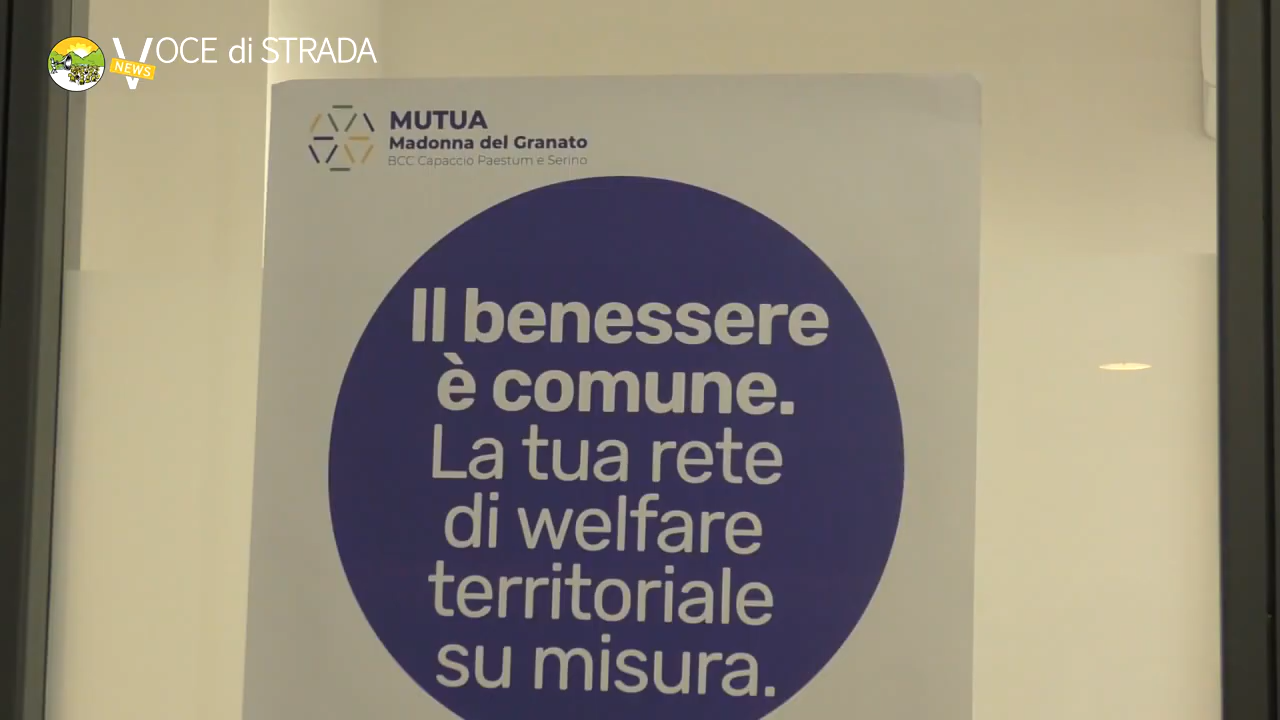 VOCE di STRADA
NEWS
MUTUA
Madonna del Granato
BCC Capaccio Paestum e Serino
Il benessere
è comune.
La tua rete
di welfare
territoriale
su misura.